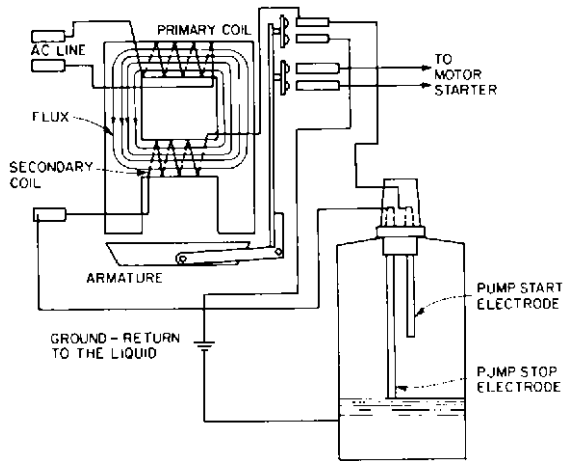 PRIMARY COIL
AC LINE
TO
MOTOR
STARTER
FLUX
SECONDARY
COIL
ARMATURE
PUMP START
ELECTRODE
GROUND - RETURN
TO THE LIQUID
PUMP STOP
ELECTRODE